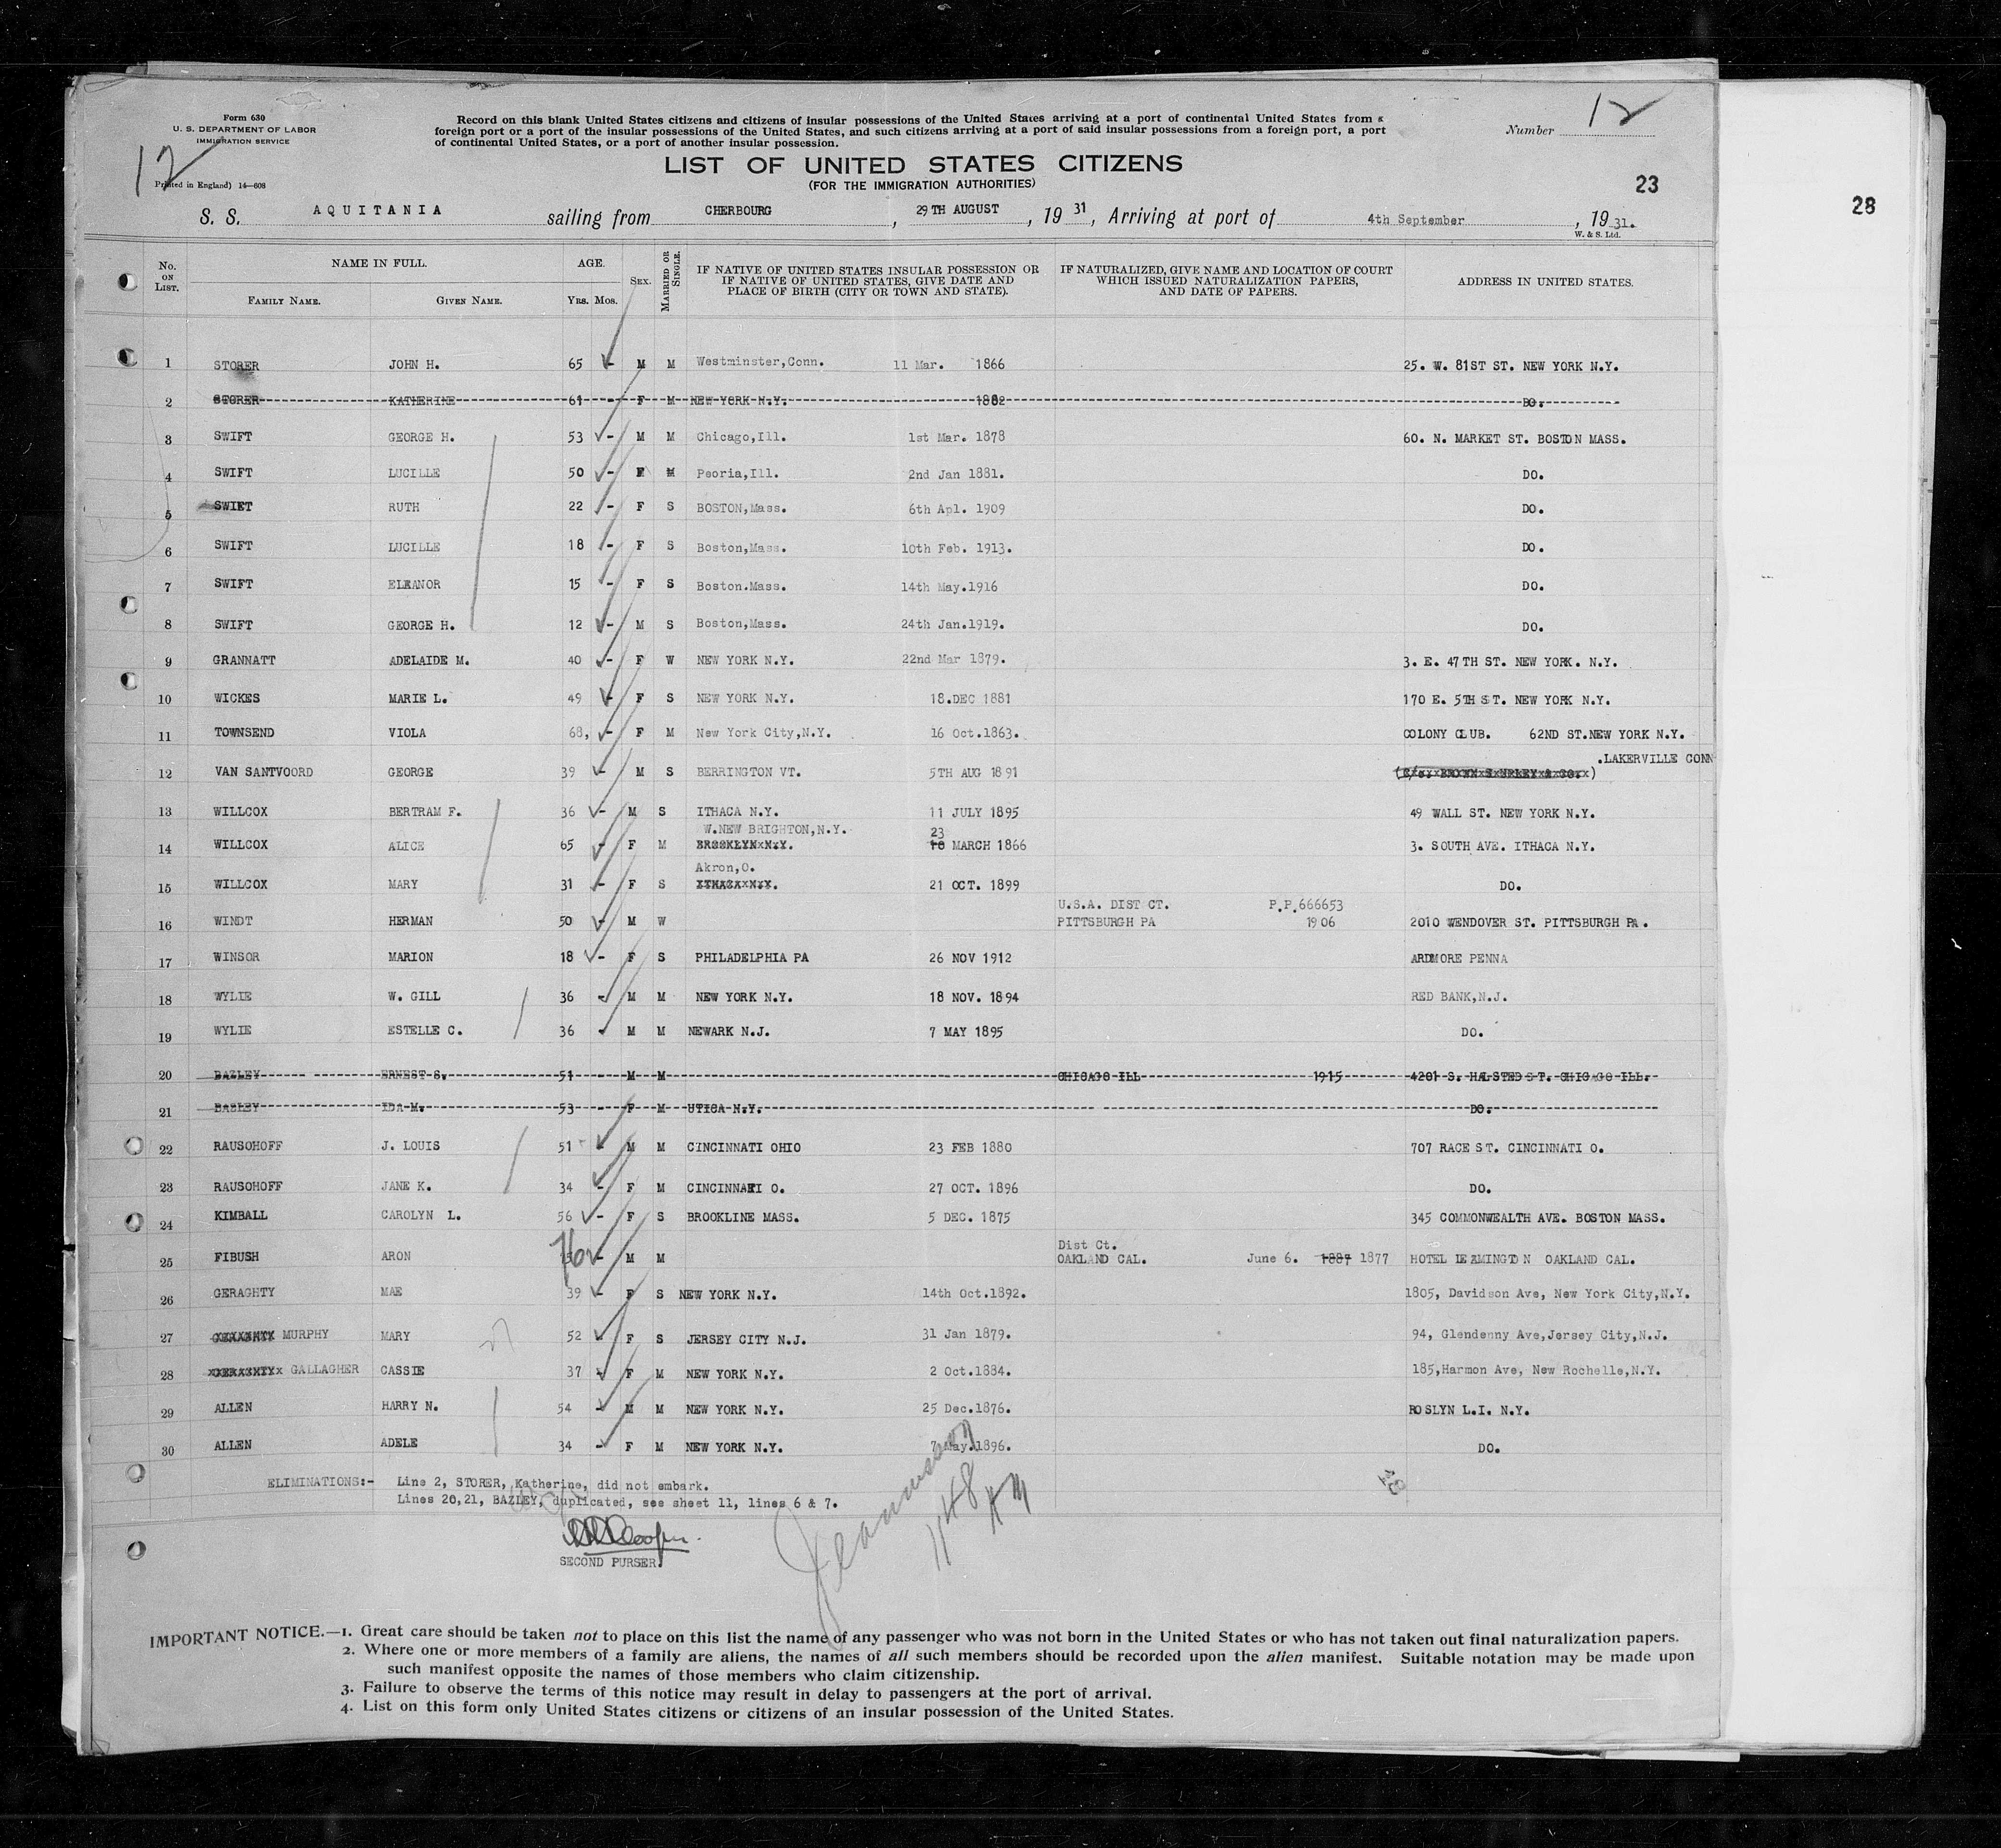 Form 630
U. S. DEPARTMENT OF LABOR
IMMIGRATION SERVICE
12
Printed in England) 14—608
Record on this blank United States citizens and citizens of insular possessions of the United States arriving at a port of continental United States from a
foreign port or a port of the insular possessions of the United States, and such citizens arriving at a port of said insular possessions from a foreign port, a port
of continental United States, or a port of another insular possession.
Number 12
LIST OF UNITED STATES CITIZENS
(FOR THE IMMIGRATION AUTHORITIES)
23
28
S. S. AQUITANIA sailing from CHERBOURG, 29TH AUGUST, 19 31, Arriving at port of 4th September, 19 31.
W. & S. Ltd.
No. ON LIST. NAME IN FULL. AGE. SEX. MARRIED OR SINGLE. IF NATIVE OF UNITED STATES INSULAR POSSESSION OR IF NATIVE OF UNITED STATES, GIVE DATE AND PLACE OF BIRTH (CITY OR TOWN AND STATE). IF NATURALIZED, GIVE NAME AND LOCATION OF COURT WHICH ISSUED NATURALIZATION PAPERS, AND DATE OF PAPERS. ADDRESS IN UNITED STATES.
FAMILY NAME. GIVEN NAME. YRS. MOS.
1 STORER JOHN H. 65 - M M Westminster,Conn. 11 Mar. 1866 25. W. 81ST ST. NEW YORK N.Y.
2 STORER KATHERINE 61 - F M NEW YORK N.Y. 1882 DO.
3 SWIFT GEORGE H. 53 - M M Chicago,Ill. 1st Mar. 1878 60. N. MARKET ST. BOSTON MASS.
4 SWIFT LUCILLE 50 - F M Peoria,Ill. 2nd Jan 1881. DO.
5 SWIFT RUTH 22 - F S BOSTON,Mass. 6th Apl. 1909 DO.
6 SWIFT LUCILLE 18 - F S Boston,Mass. 10th Feb. 1913. DO.
7 SWIFT ELEANOR 15 - F S Boston.Mass. 14th May.1916 DO.
8 SWIFT GEORGE H. 12 - M S Boston,Mass. 24th Jan.1919. DO.
9 GRANNATT ADELAIDE M. 40 - F W NEW YORK N.Y. 22nd Mar 1879. 3. E. 47TH ST. NEW YORK. N.Y.
10 WICKES MARIE L. 49 - F S NEW YORK N.Y. 18.DEC 1881 170 E. 5TH ST. NEW YORK N.Y.
11 TOWNSEND VIOLA 68, - F M New York City,N.Y. 16 Oct.1863. COLONY CLUB. 62ND ST.NEW YORK N.Y.
.LAKERVILLE CONN
12 VAN SANTVOORD GEORGE 39 - M S BERRINGTON VT. 5TH AUG 1891
13 WILLCOX BERTRAM F. 36 - M S ITHACA N.Y. 11 JULY 1895 49 WALL ST. NEW YORK N.Y.
W.NEW BRIGHTON,N.Y. 23
14 WILLCOX ALICE 65 - F M BROOKLYN N.Y. 10 MARCH 1866 3. SOUTH AVE. ITHACA N.Y.
Akron,O.
15 WILLCOX MARY 31 - F S ITHACA N.Y. 21 OCT. 1899 DO.
U.S.A. DIST CT. P.P.666653
16 WINDT HERMAN 50 - M W PITTSBURGH PA 1906 2010 WENDOVER ST. PITTSBURGH PA.
17 WINSOR MARION 18 - F S PHILADELPHIA PA 26 NOV 1912 ARDMORE PENNA
18 WYLIE W. GILL 36 - M M NEW YORK N.Y. 18 NOV. 1894 RED BANK,N.J.
19 WYLIE ESTELLE C. 36 - M M NEWARK N.J. 7 MAY 1895 DO.
20 BAZLEY ERNEST S. 51 - M M CHICAGO ILL 1915 4201 S. HALSTED ST. CHICAGO ILL.
21 BAZLEY IDA M. 53 - F M UTICA N.Y. DO.
22 RAUSOHOFF J. LOUIS 51 - M M CINCINNATI OHIO 23 FEB 1880 707 RACE ST. CINCINNATI O.
23 RAUSOHOFF JANE K. 34 - F M CINCINNATI O. 27 OCT. 1896 DO.
24 KIMBALL CAROLYN L. 56 - F S BROOKLINE MASS. 5 DEC. 1875 345 COMMONWEALTH AVE. BOSTON MASS.
Dist Ct.
25 FIBUSH ARON 76 - M M OAKLAND CAL. June 6. 1887 1877 HOTEL LEAMINGTON OAKLAND CAL.
26 GERAGHTY MAE 39 - F S NEW YORK N.Y. 14th Oct.1892. 1805, Davidson Ave, New York City,N.Y.
27 GERAGHTY MURPHY MARY 52 - F S JERSEY CITY N.J. 31 Jan 1879. 94, Glendenny Ave,Jersey City,N.J.
28 GERAGHTY GALLAGHER CASSIE 37 - F M NEW YORK N.Y. 2 Oct.1884. 185,Harmon Ave, New Rochelle,N.Y.
29 ALLEN HARRY N. 54 - M M NEW YORK N.Y. 25 Dec.1876. ROSLYN L.I. N.Y.
30 ALLEN ADELE 34 - F M NEW YORK N.Y. 7 May.1896. DO.
ELIMINATIONS:- Line 2, STORER, Katherine, did not embark.
Lines 20,21, BAZLEY, duplicated, see sheet 11, lines 6 & 7.
SECOND PURSER.
IMPORTANT NOTICE.—1. Great care should be taken not to place on this list the name of any passenger who was not born in the United States or who has not taken out final naturalization papers.
2. Where one or more members of a family are aliens, the names of all such members should be recorded upon the alien manifest. Suitable notation may be made upon
such manifest opposite the names of those members who claim citizenship.
3. Failure to observe the terms of this notice may result in delay to passengers at the port of arrival.
4. List on this form only United States citizens or citizens of an insular possession of the United States.